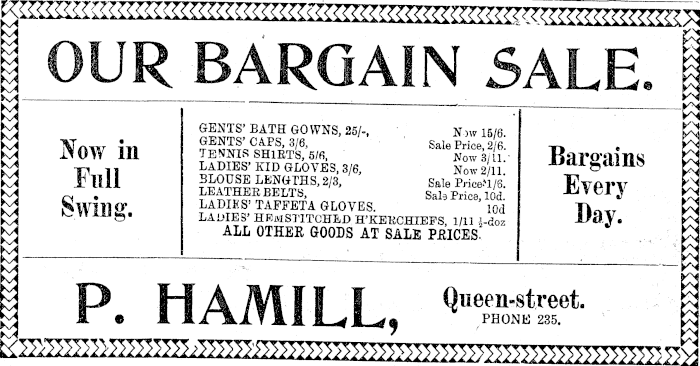 OUR BARGAIN SALE.
Now in
Full
Swing.
GENTS' BATH GOWNS, 25/-, Now 15/6.
GENTS' CAPS, 3/6, Sale Price, 2/6.
TENNIS SHIRTS, 5/6, Now 3/11.
LADIES' KID GLOVES, 3/6, Now 2/11.
BLOUSE LENGTHS, 2/3, Sale Price 1/6.
LEATHER BELTS, Sale Price, 10d.
LADIES' TAFFETA GLOVES, 10d
LADIES' HEMSTITCHED H'KERCHIEFS, 1/11 ½-doz
ALL OTHER GOODS AT SALE PRICES.
Bargains
Every
Day.
P. HAMILL, Queen-street.
PHONE 235.